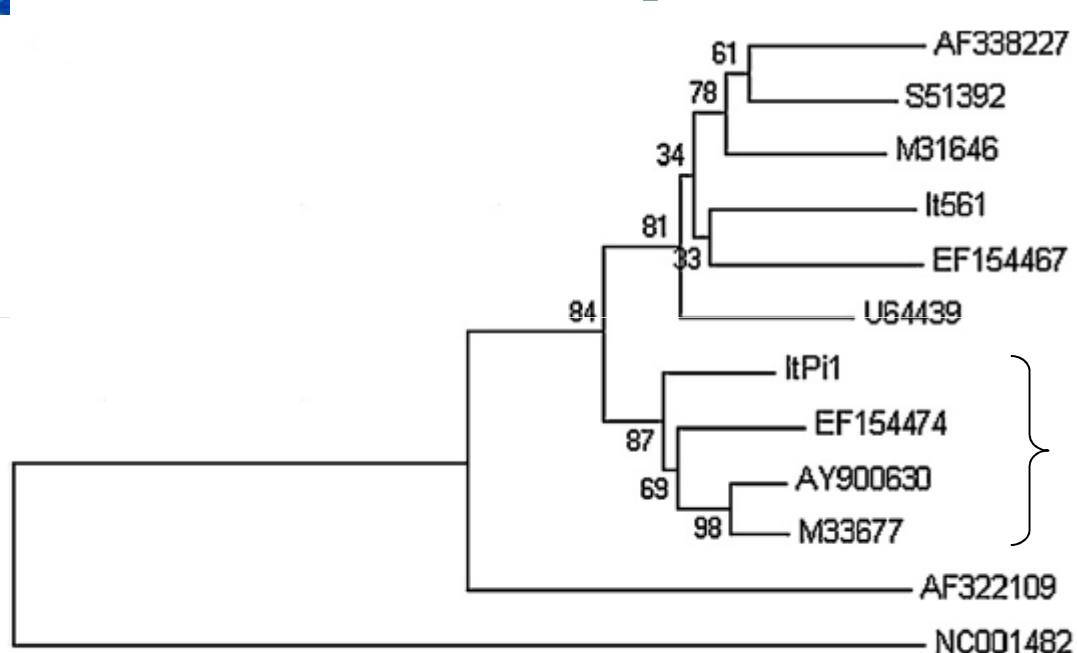 AF338227
61
S51392
78
M31646
34
It561
81
33
EF154467
84
U64439
ItPi1
87
EF154474
69
AY900630
98
M33677
AF322109
NC001482